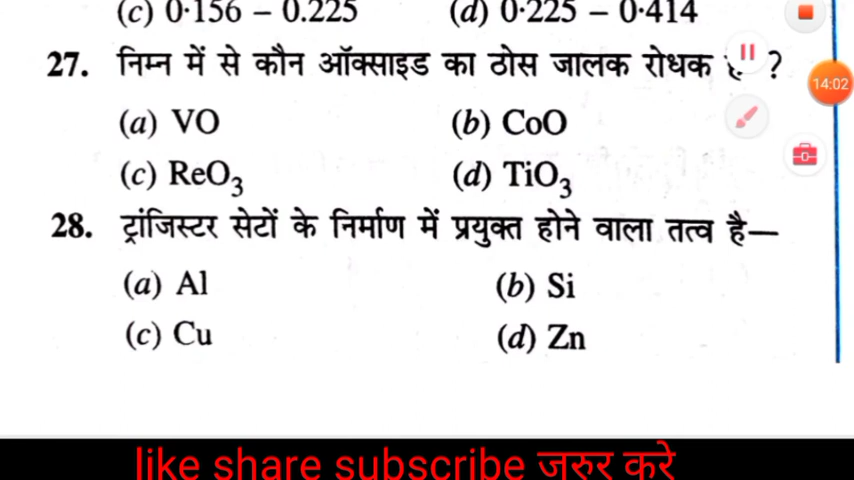 (c) 0·156 – 0.225 (d) 0·225 – 0·414
27. निम्न में से कौन ऑक्साइड का ठोस जालक रोधक ?
14:02
(a) VO (b) CoO
(c) ReO3 (d) TiO3
28. ट्रांजिस्टर सेटों के निर्माण में प्रयुक्त होने वाला तत्व है—
(a) Al (b) Si
(c) Cu (d) Zn
like share subscribe जरुर करे